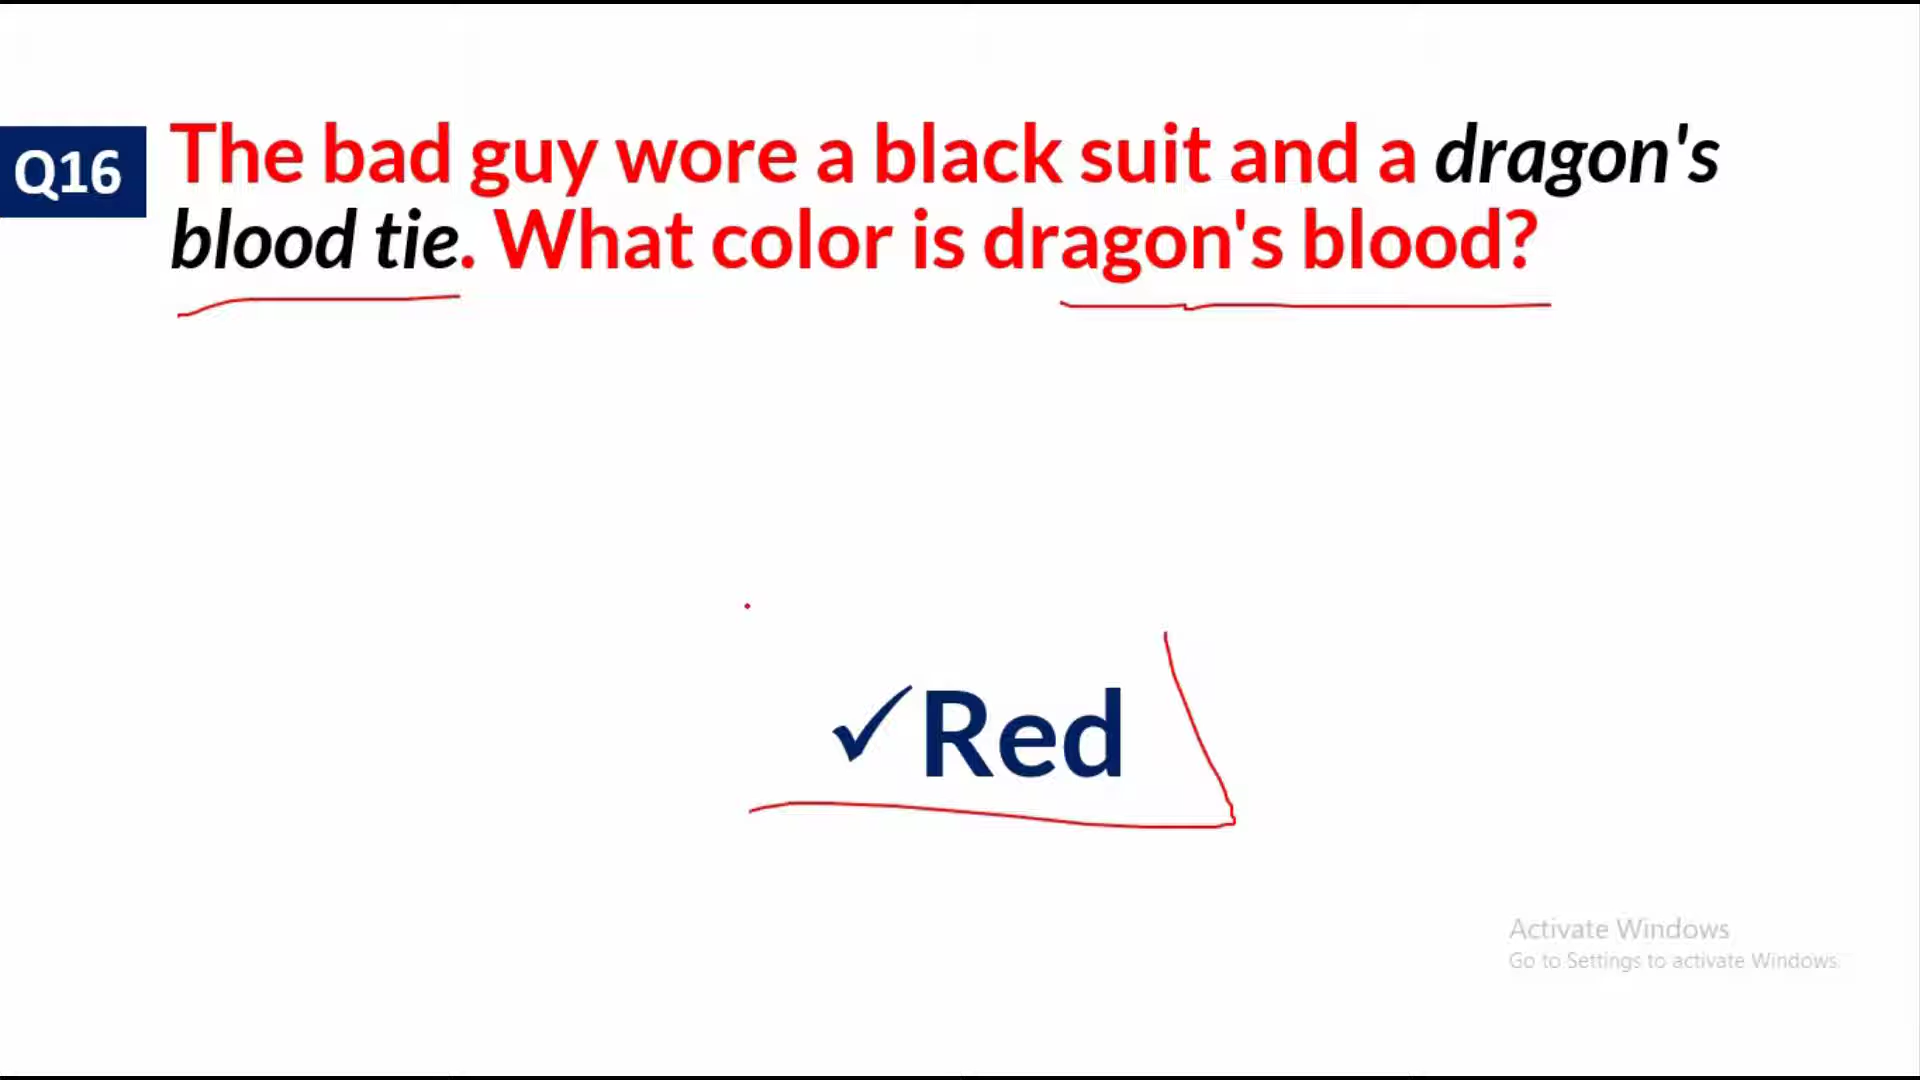 Q16
The bad guy wore a black suit and a dragon's
blood tie. What color is dragon's blood?
✓Red
Activate Windows
Go to Settings to activate Windows.